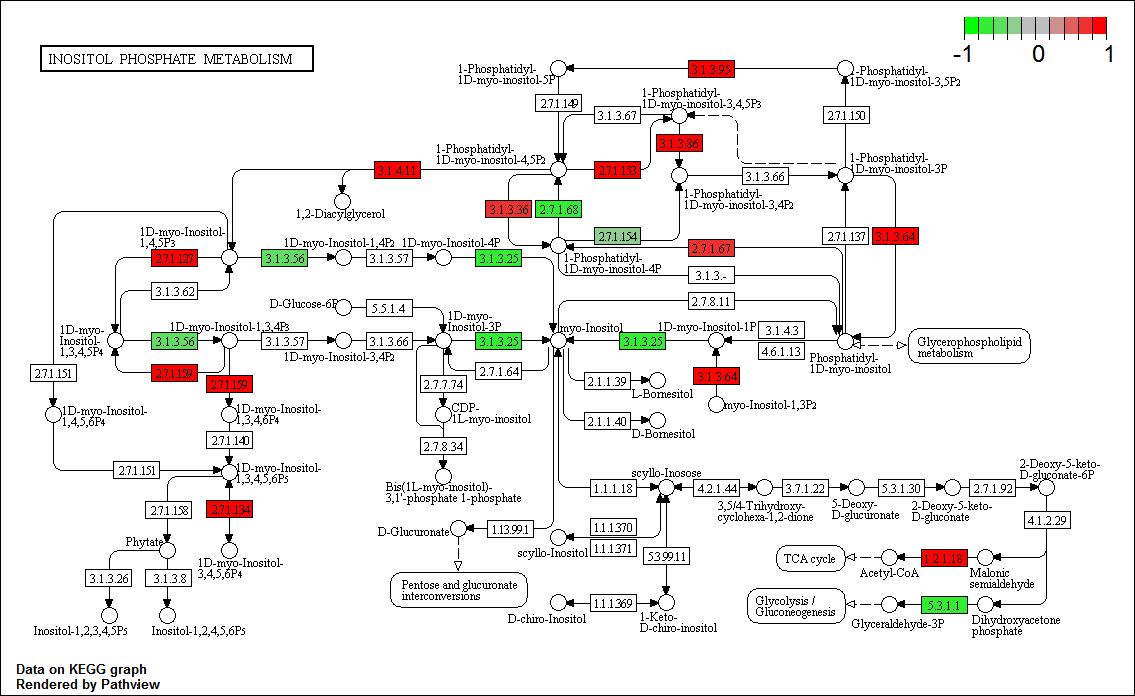 INOSITOL PHOSPHATE METABOLISM
-1
0
1
1-Phosphatidyl-
1D-myo-inositol-5P
3.1.3.95
1-Phosphatidyl-
1D-myo-inositol-3,5P2
2.7.1.149
3.1.3.67
1-Phosphatidyl-
1D-myo-inositol-3,4,5P3
2.7.1.150
3.1.3.86
1-Phosphatidyl-
1D-myo-inositol-4,5P2
3.1.4.11
2.7.1.153
3.1.3.66
1-Phosphatidyl-
1D-myo-inositol-3P
1,2-Diacylglycerol
3.1.3.36
2.7.1.68
1-Phosphatidyl-
1D-myo-inositol-3,4P2
1D-myo-Inositol-
1,4,5P3
1D-myo-Inositol-1,4P2
1D-myo-Inositol-4P
2.7.1.154
2.7.1.67
2.7.1.137
3.1.3.64
2.7.1.127
3.1.3.56
3.1.3.57
3.1.3.25
1-Phosphatidyl-
1D-myo-inositol-4P
3.1.3.-
3.1.3.62
D-Glucose-6P
5.5.1.4
2.7.8.11
1D-myo-
Inositol-
1,3,4,5P4
3.1.3.56
1D-myo-Inositol-1,3,4P3
3.1.3.57
3.1.3.66
1D-myo-Inositol-3,4P2
1D-myo-
Inositol-3P
3.1.3.25
myo-Inositol
3.1.3.25
1D-myo-Inositol-1P
3.1.4.3
4.6.1.13
Phosphatidyl-
1D-myo-inositol
Glycerophospholipid
metabolism
2.7.1.151
2.7.1.159
2.7.1.159
2.7.1.64
2.7.7.74
2.1.1.39
L-Bornesitol
3.1.3.64
myo-Inositol-1,3P2
1D-myo-Inositol-
1,4,5,6P4
1D-myo-Inositol-
1,3,4,6P4
CDP-
1L-myo-inositol
2.1.1.40
D-Bornesitol
2.7.1.140
2.7.8.34
2.7.1.151
1D-myo-Inositol-
1,3,4,5,6P5
Bis(1L-myo-inositol)-
3,1'-phosphate 1-phosphate
scyllo-Inosose
1.1.1.18
4.2.1.44
3,5/4-Trihydroxy-
cyclohexa-1,2-dione
3.7.1.22
5-Deoxy-
D-glucuronate
5.3.1.30
2-Deoxy-5-keto-
D-gluconate
2.7.1.92
2-Deoxy-5-keto-
D-gluconate-6P
2.7.1.158
2.7.1.134
D-Glucuronate
1.13.99.1
1.1.1.370
1.1.1.371
scyllo-Inositol
4.1.2.29
Phytate
1D-myo-Inositol-
3,4,5,6P4
5.3.99.11
TCA cycle
Acetyl-CoA
1.2.1.18
Malonic
semialdehyde
3.1.3.26
3.1.3.8
Pentose and glucuronate
interconversions
1.1.1.369
D-chiro-Inositol
1-Keto-
D-chiro-inositol
Glycolysis /
Gluconeogenesis
Glyceraldehyde-3P
5.3.1.1
Dihydroxyacetone
phosphate
Inositol-1,2,3,4,5P5
Inositol-1,2,4,5,6P5
Data on KEGG graph
Rendered by Pathview